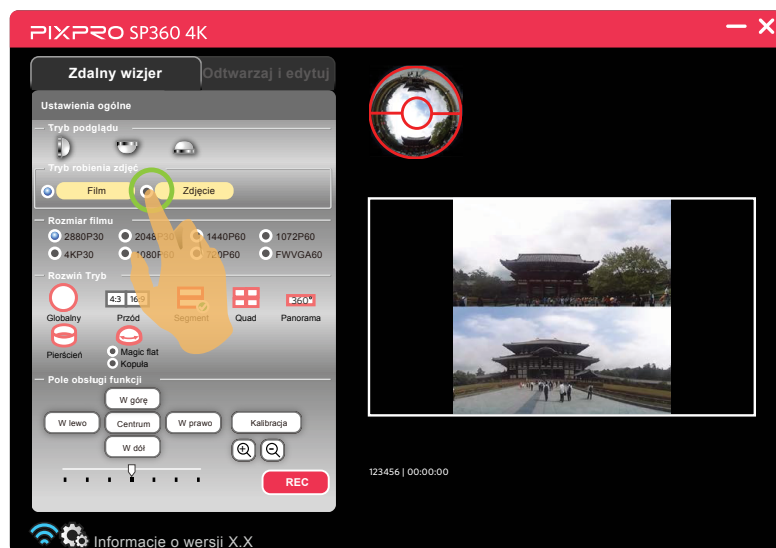 PIXPRO SP360 4K
Zdalny wizjer
Odtwarzaj i edytuj
Ustawienia ogólne
Tryb podglądu
Tryb robienia zdjęć
Film Zdjęcie
Rozmiar filmu
2880P30 2048P30 1440P60 1072P60
4KP30 1080P60 720P60 FWVGA60
Rozwiń Tryb
4:3 16:9 360°
Globalny Przód Segment Quad Panorama
Pierścień
Magic flat
Kopuła
Pole obsługi funkcji
W górę
W lewo Centrum W prawo Kalibracja
W dół
REC
123456 | 00:00:00
Informacje o wersji X.X